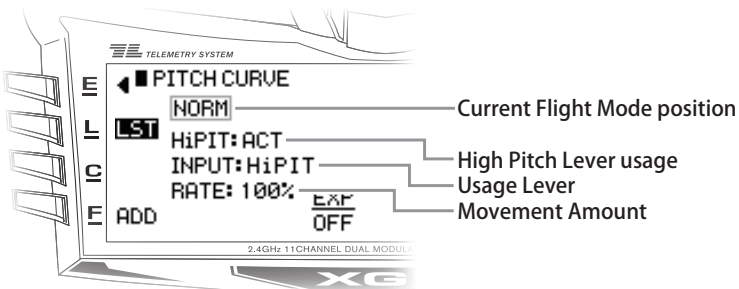 TELEMETRY SYSTEM
E
PITCH CURVE
NORM
Current Flight Mode position
L
LST
HiPIT:ACT
High Pitch Lever usage
C
INPUT:HiPIT
Usage Lever
RATE:100%
Movement Amount
EXP
F
ADD
OFF
2.4GHz 11CHANNEL DUAL MODULA
XG